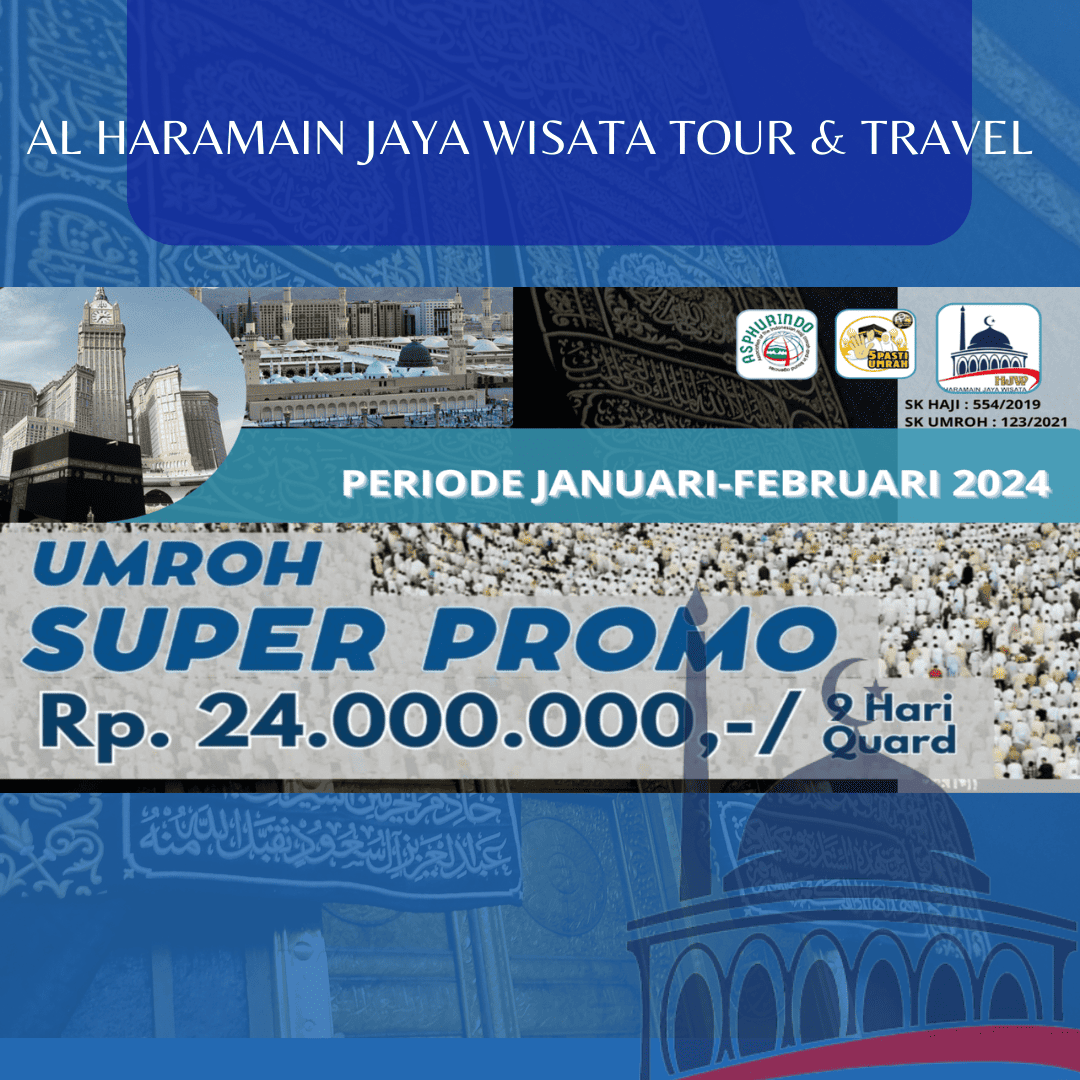 AL HARAMAIN JAYA WISATA TOUR & TRAVEL
ASPHURINDO
5 PASTI
UMRAH
HJW
HARAMAIN JAYA WISATA
SK HAJI : 554/2019
SK UMROH : 123/2021
PERIODE JANUARI-FEBRUARI 2024
UMROH
SUPER PROMO
Rp. 24.000.000,-/
9 Hari
Quard